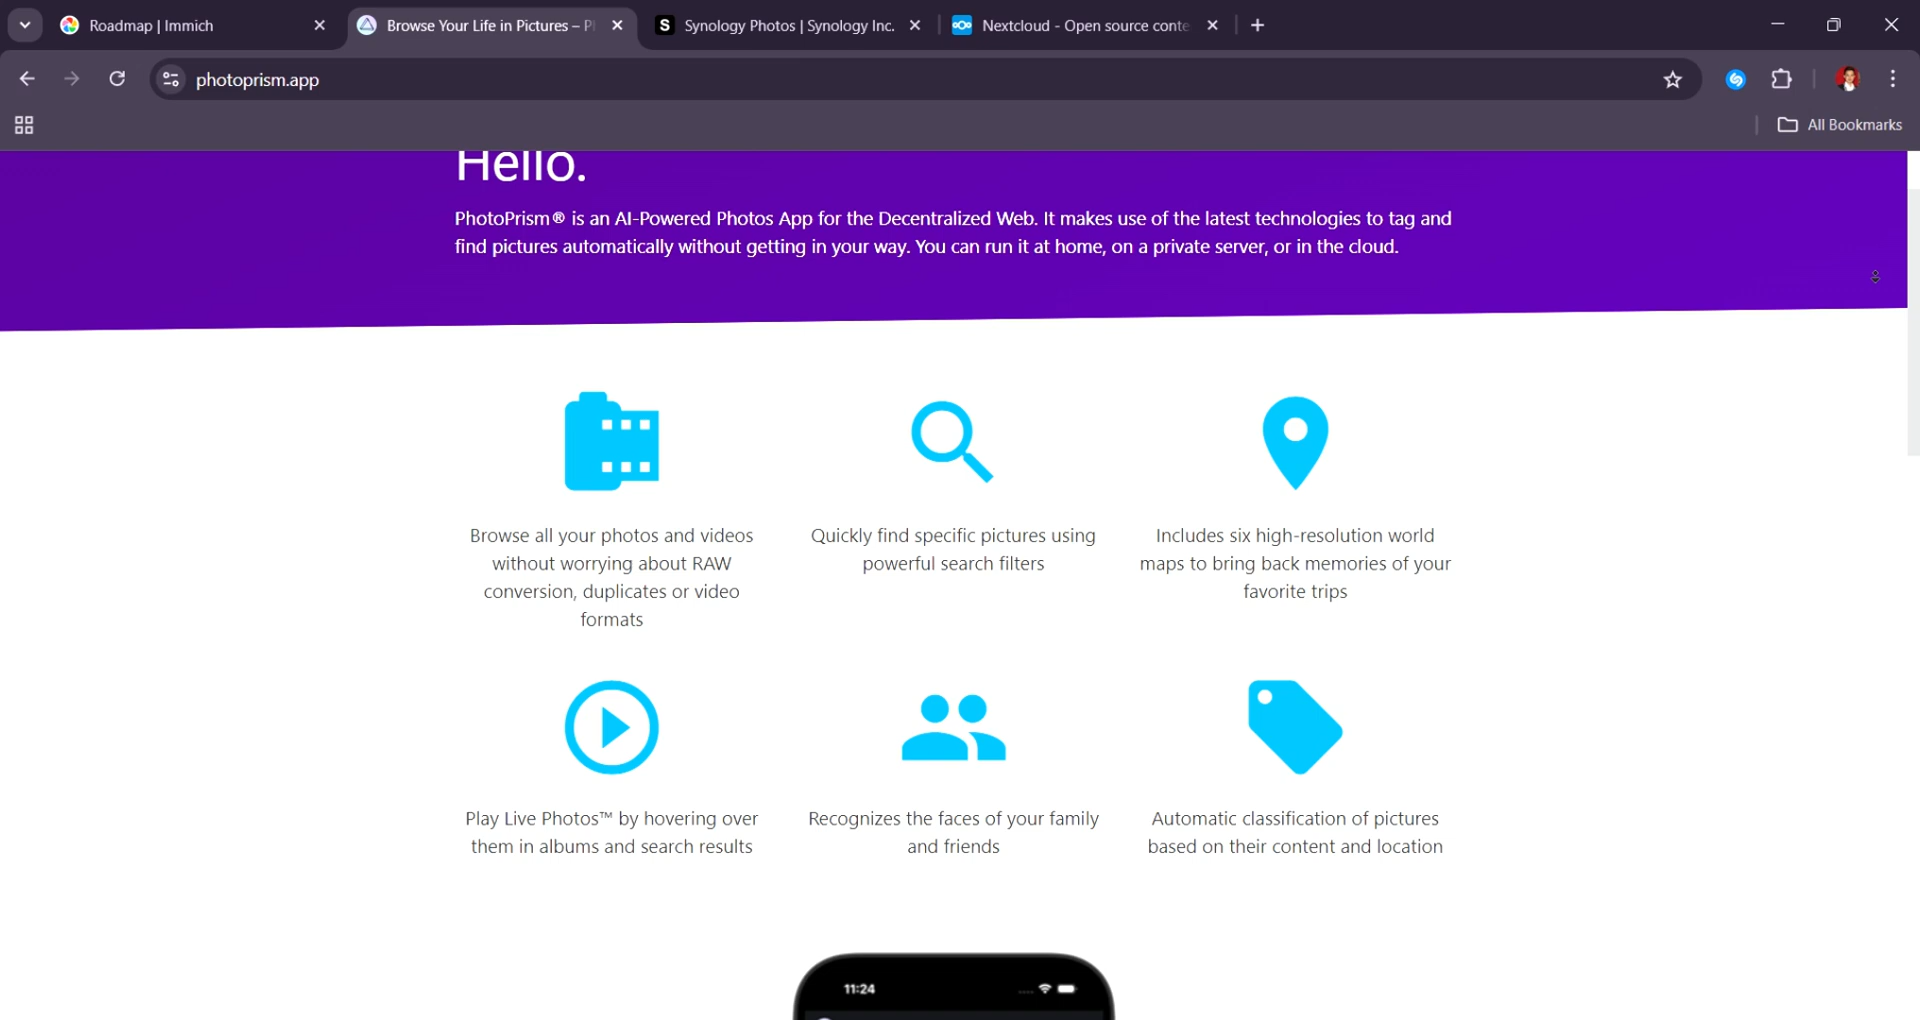 Roadmap | Immich
Browse Your Life in Pictures – P
Synology Photos | Synology Inc.
Nextcloud - Open source conte
photoprism.app
All Bookmarks
Hello.
PhotoPrism® is an AI-Powered Photos App for the Decentralized Web. It makes use of the latest technologies to tag and
find pictures automatically without getting in your way. You can run it at home, on a private server, or in the cloud.
Browse all your photos and videos
without worrying about RAW
conversion, duplicates or video
formats
Quickly find specific pictures using
powerful search filters
Includes six high-resolution world
maps to bring back memories of your
favorite trips
Play Live Photos™ by hovering over
them in albums and search results
Recognizes the faces of your family
and friends
Automatic classification of pictures
based on their content and location
11:24